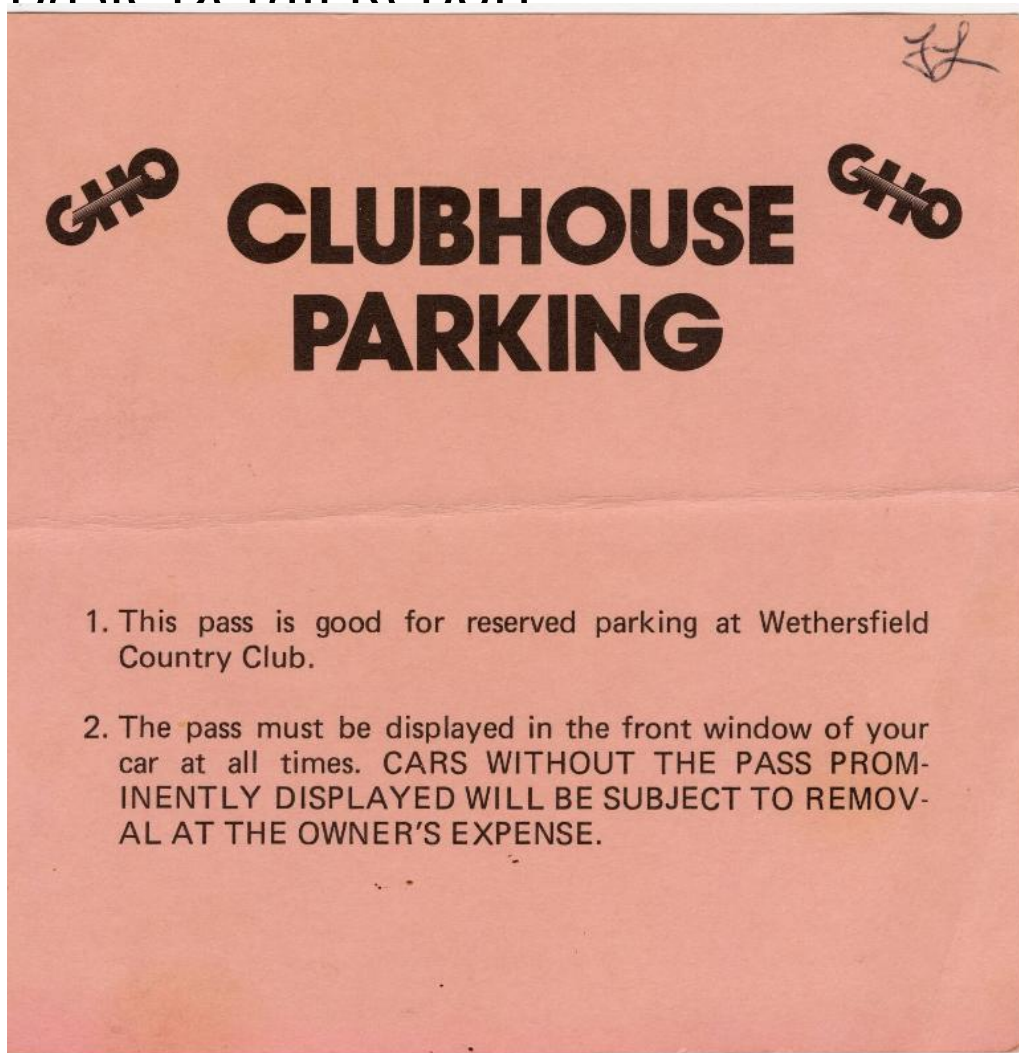 GHO
CLUBHOUSE
GHO
PARKING
1. This pass is good for reserved parking at Wethersfield
Country Club.
2. The pass must be displayed in the front window of your
car at all times. CARS WITHOUT THE PASS PROM-
INENTLY DISPLAYED WILL BE SUBJECT TO REMOV-
AL AT THE OWNER'S EXPENSE.